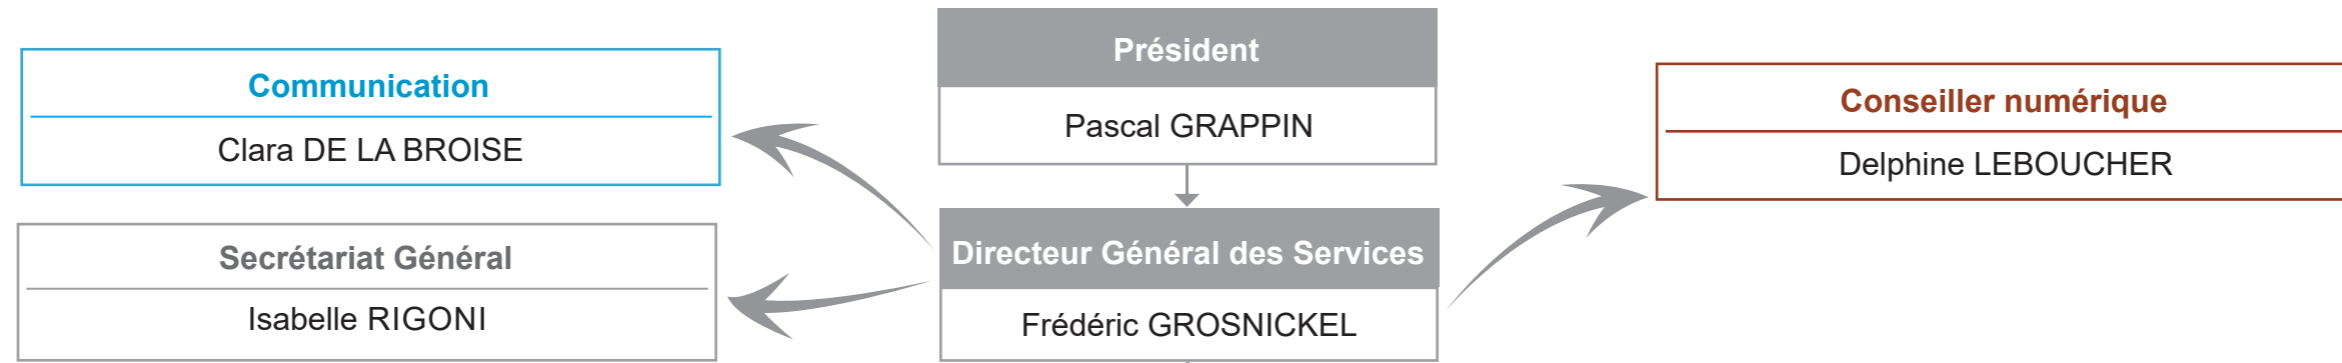 Président
Pascal GRAPPIN
Communication
Clara DE LA BROISE
Conseiller numérique
Delphine LEBOUCHER
Directeur Général des Services
Frédéric GROSNICKEL
Secrétariat Général
Isabelle RIGONI